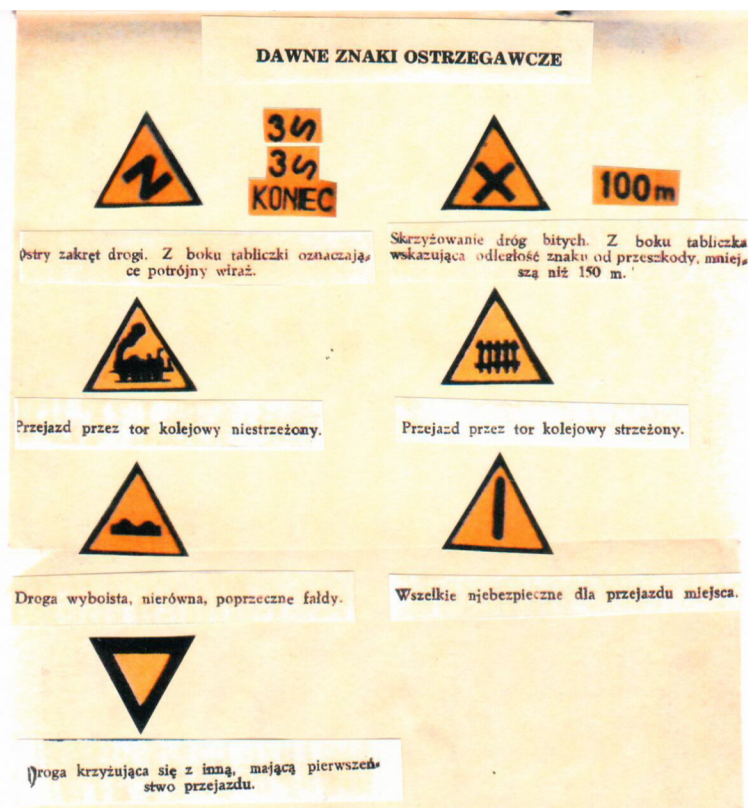 DAWNE ZNAKI OSTRZEGAWCZE
3S
3S
KONIEC
100m
Ostry zakręt drogi. Z boku tabliczki oznaczają-
ce potrójny wiraż.
Skrzyżowanie dróg bitych. Z boku tabliczka
wskazująca odległość znaku od przeszkody, mniej-
szą niż 150 m.
Przejazd przez tor kolejowy niestrzeżony.
Przejazd przez tor kolejowy strzeżony.
Droga wyboista, nierówna, poprzeczne fałdy.
Wszelkie niebezpieczne dla przejazdu miejsca.
Droga krzyżująca się z inną, mającą pierwszeń-
stwo przejazdu.